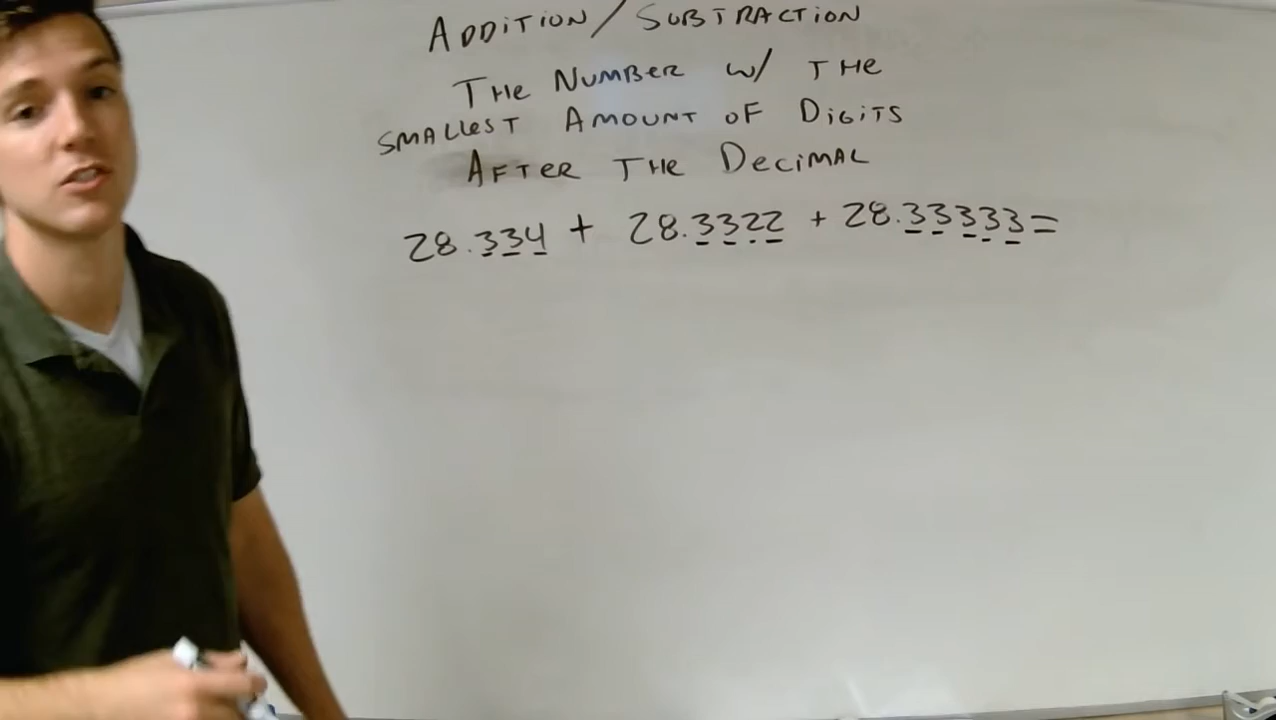 ADDITION/SUBTRACTION
THE NUMBER W/ THE
SMALLEST AMOUNT OF DIGITS
AFTER THE DECIMAL
28.334 + 28.3322 + 28.33333 =